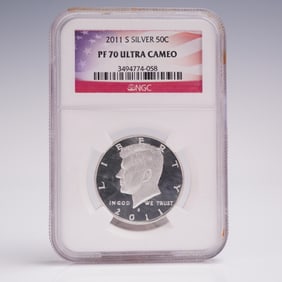 2011 S SILVER 50C
PF 70 ULTRA CAMEO
3494774-058
NGC
LIBERTY
IN GOD WE TRUST
S
2011